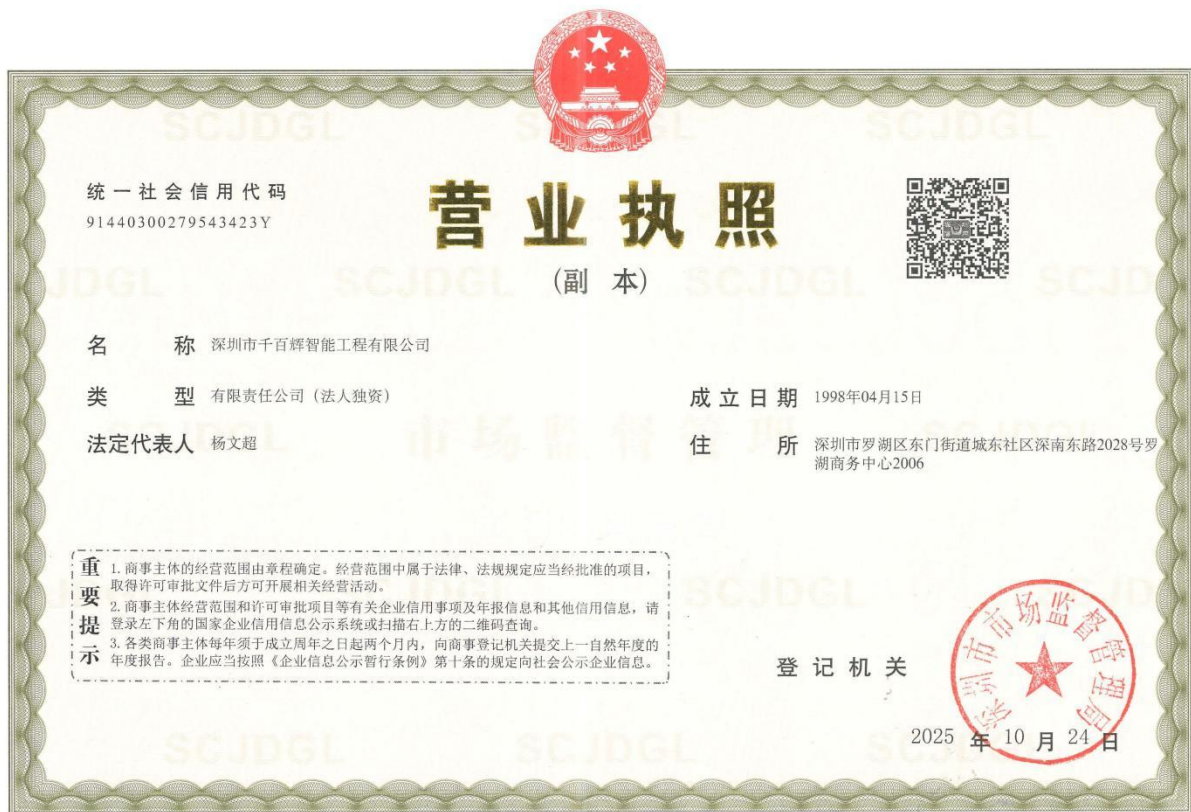 统一社会信用代码
91440300279543423Y
营业执照
(副 本)
名 称 深圳市千百辉智能工程有限公司
类 型 有限责任公司(法人独资)
法定代表人 杨文超
成立日期 1998年04月15日
住 所 深圳市罗湖区东门街道城东社区深南东路2028号罗
湖商务中心2006
重要提示
1. 商事主体的经营范围由章程确定。经营范围中属于法律、法规规定应当经批准的项目,
取得许可审批文件后方可开展相关经营活动。
2. 商事主体经营范围和许可审批项目等有关企业信用事项及年报信息和其他信用信息,请
登录左下角的国家企业信用信息公示系统或扫描右上方的二维码查询。
3. 各类商事主体每年须于成立周年之日起两个月内,向商事登记机关提交上一自然年度的
年度报告。企业应当按照《企业信息公示暂行条例》第十条的规定向社会公示企业信息。
登记机关
深圳市市场监督管理局
2025 年 10 月 24 日
SCJDGL
市场监督管理